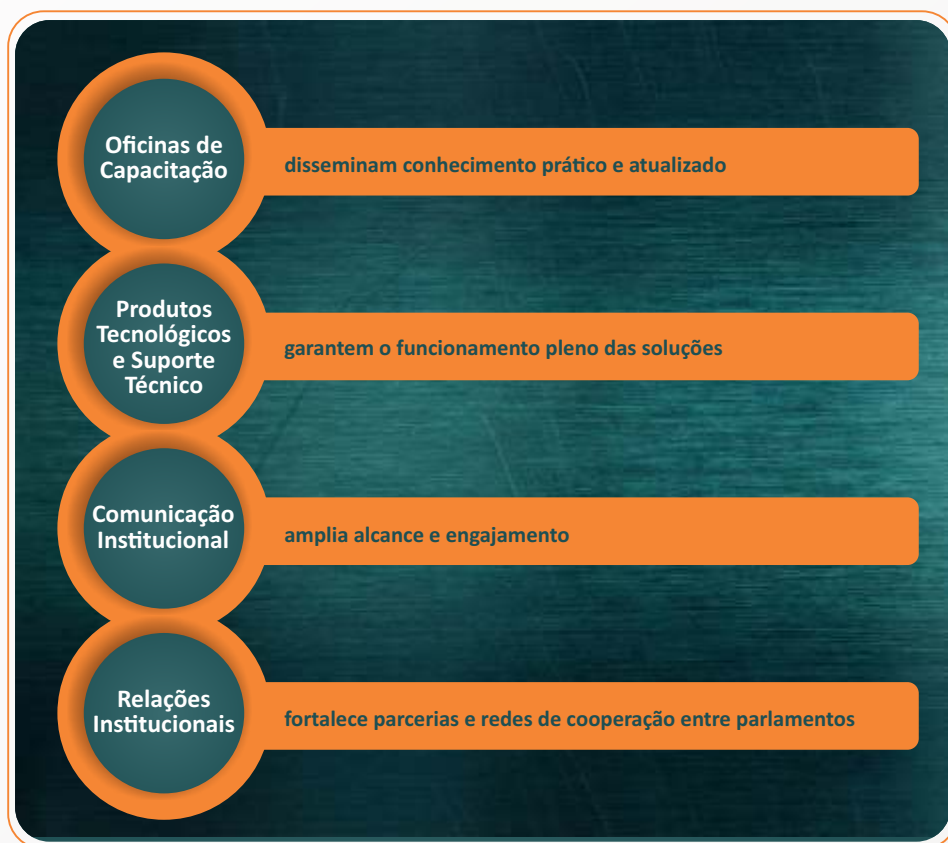 Oficinas de
Capacitação
disseminam conhecimento prático e atualizado
Produtos
Tecnológicos
e Suporte
Técnico
garantem o funcionamento pleno das soluções
Comunicação
Institucional
amplia alcance e engajamento
Relações
Institucionais
fortalece parcerias e redes de cooperação entre parlamentos